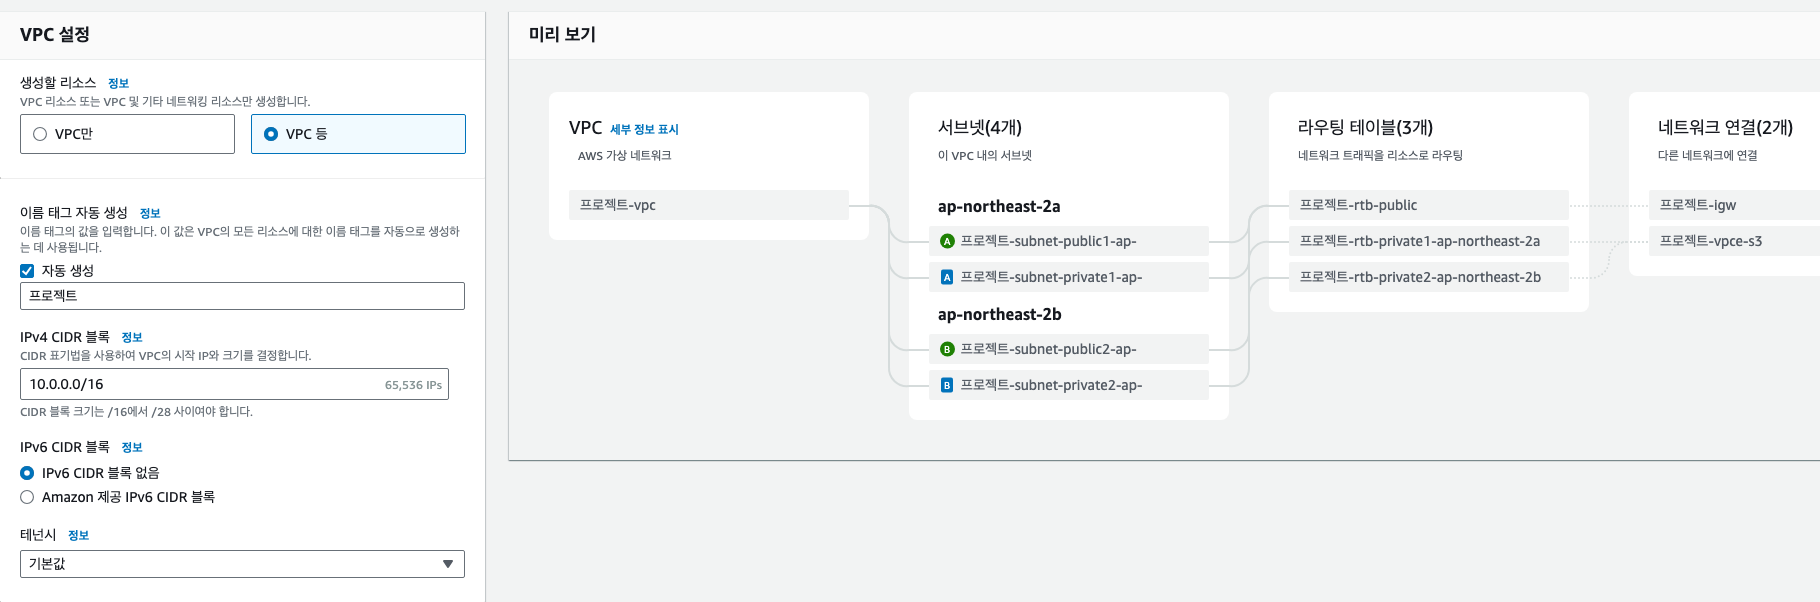 VPC 설정
생성할 리소스 정보
VPC 리소스 또는 VPC 및 기타 네트워킹 리소스만 생성합니다.
VPC만
VPC 등
이름 태그 자동 생성 정보
이름 태그의 값을 입력합니다. 이 값은 VPC의 모든 리소스에 대한 이름 태그를 자동으로 생성하
는 데 사용됩니다.
자동 생성
프로젝트
IPv4 CIDR 블록 정보
CIDR 표기법을 사용하여 VPC의 시작 IP와 크기를 결정합니다.
10.0.0.0/16 65,536 IPs
CIDR 블록 크기는 /16에서 /28 사이여야 합니다.
IPv6 CIDR 블록 정보
IPv6 CIDR 블록 없음
Amazon 제공 IPv6 CIDR 블록
테넌시 정보
기본값
미리 보기
VPC 세부 정보 표시
AWS 가상 네트워크
프로젝트-vpc
서브넷(4개)
이 VPC 내의 서브넷
ap-northeast-2a
A 프로젝트-subnet-public1-ap-
A 프로젝트-subnet-private1-ap-
ap-northeast-2b
B 프로젝트-subnet-public2-ap-
B 프로젝트-subnet-private2-ap-
라우팅 테이블(3개)
네트워크 트래픽을 리소스로 라우팅
프로젝트-rtb-public
프로젝트-rtb-private1-ap-northeast-2a
프로젝트-rtb-private2-ap-northeast-2b
네트워크 연결(2개)
다른 네트워크에 연결
프로젝트-igw
프로젝트-vpce-s3